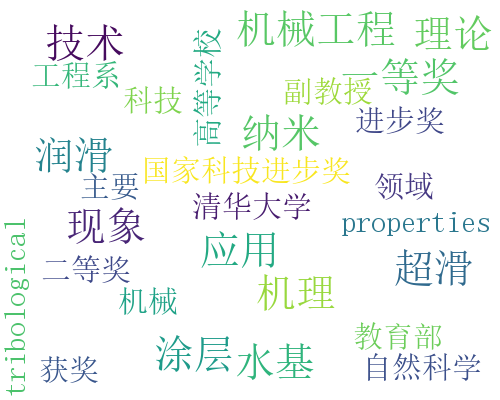 技术
机械工程
理论
工程系
高等学校
一等奖
科技
副教授
纳米
进步奖
润滑
国家科技进步奖
主要
清华大学
领域
现象
properties
应用
超滑
二等奖
机械
机理
tribological
涂层
水基
教育部
获奖
自然科学